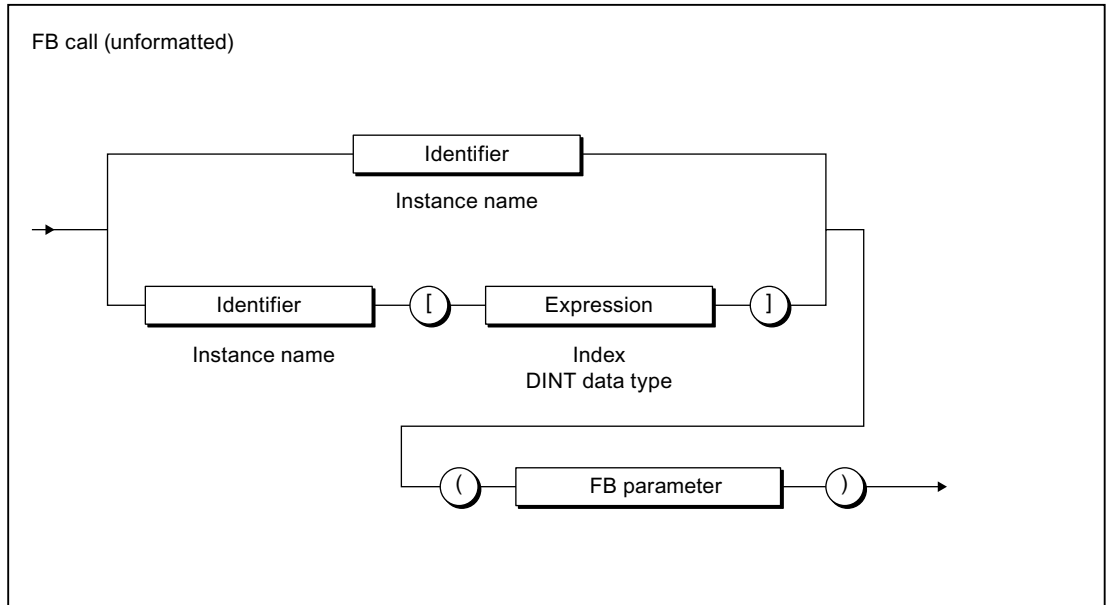 FB call (unformatted)
Identifier
Instance name
Identifier
[
Expression
]
Instance name
Index
DINT data type
(
FB parameter
)